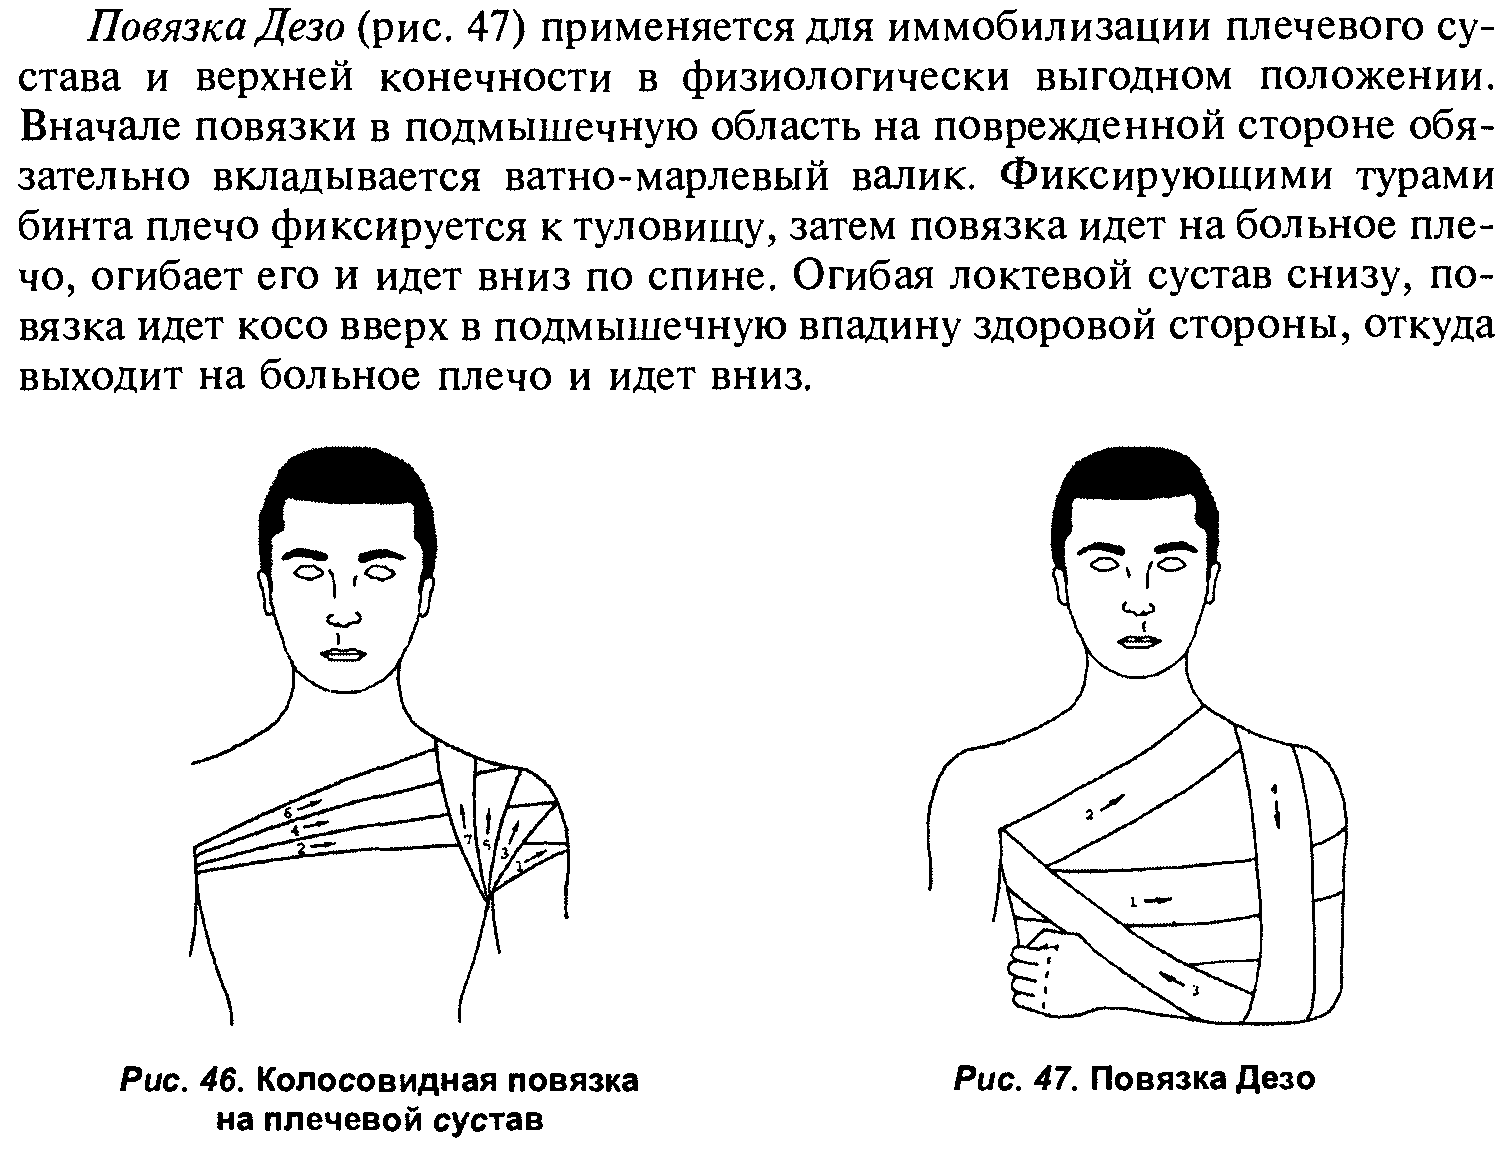 Повязка Дезо (рис. 47) применяется для иммобилизации плечевого су-
става и верхней конечности в физиологически выгодном положении.
Вначале повязки в подмышечную область на поврежденной стороне обя-
зательно вкладывается ватно-марлевый валик. Фиксирующими турами
бинта плечо фиксируется к туловищу, затем повязка идет на больное пле-
чо, огибает его и идет вниз по спине. Огибая локтевой сустав снизу, по-
вязка идет косо вверх в подмышечную впадину здоровой стороны, откуда
выходит на больное плечо и идет вниз.
6
4
2
7
5
3
1
2
4
1
3
Рис. 46. Колосовидная повязка
на плечевой сустав
Рис. 47. Повязка Дезо